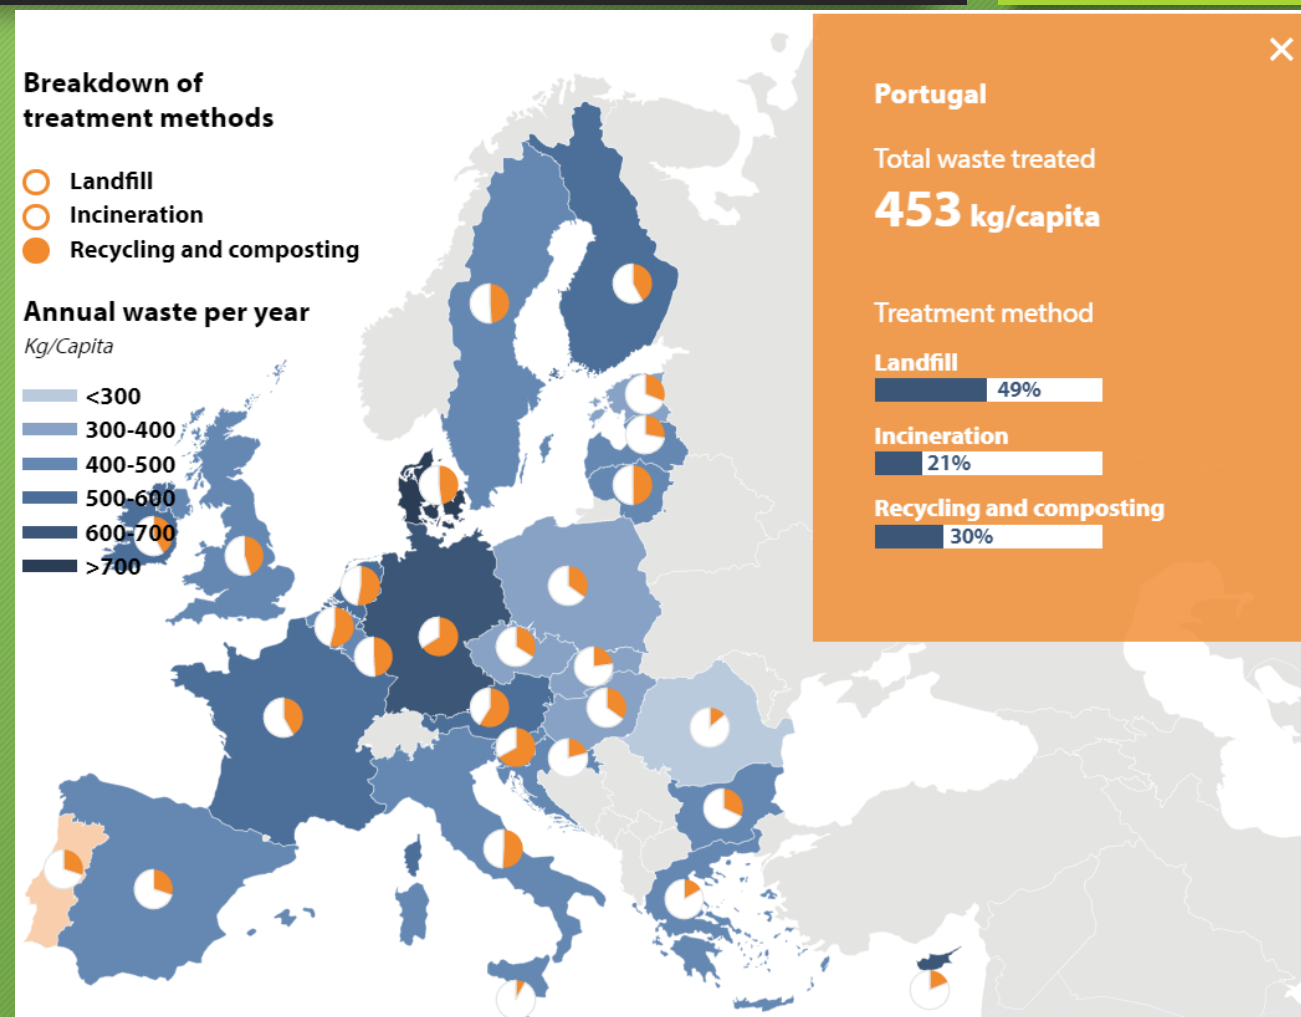 Breakdown of
treatment methods
Landfill
Incineration
Recycling and composting
Annual waste per year
Kg/Capita
<300
300-400
400-500
500-600
600-700
>700
Portugal
Total waste treated
453 kg/capita
Treatment method
Landfill
49%
Incineration
21%
Recycling and composting
30%